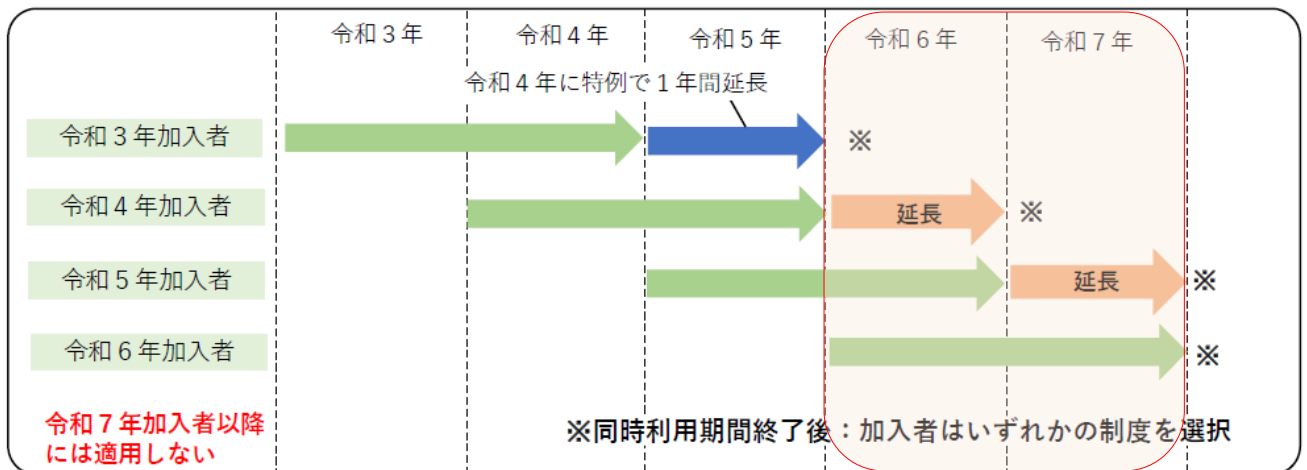 令和３年
令和４年
令和５年
令和６年
令和７年
令和４年に特例で１年間延長
令和３年加入者
※
令和４年加入者
延長
※
令和５年加入者
延長
※
令和６年加入者
※
令和７年加入者以降
には適用しない
※同時利用期間終了後：加入者はいずれかの制度を選択